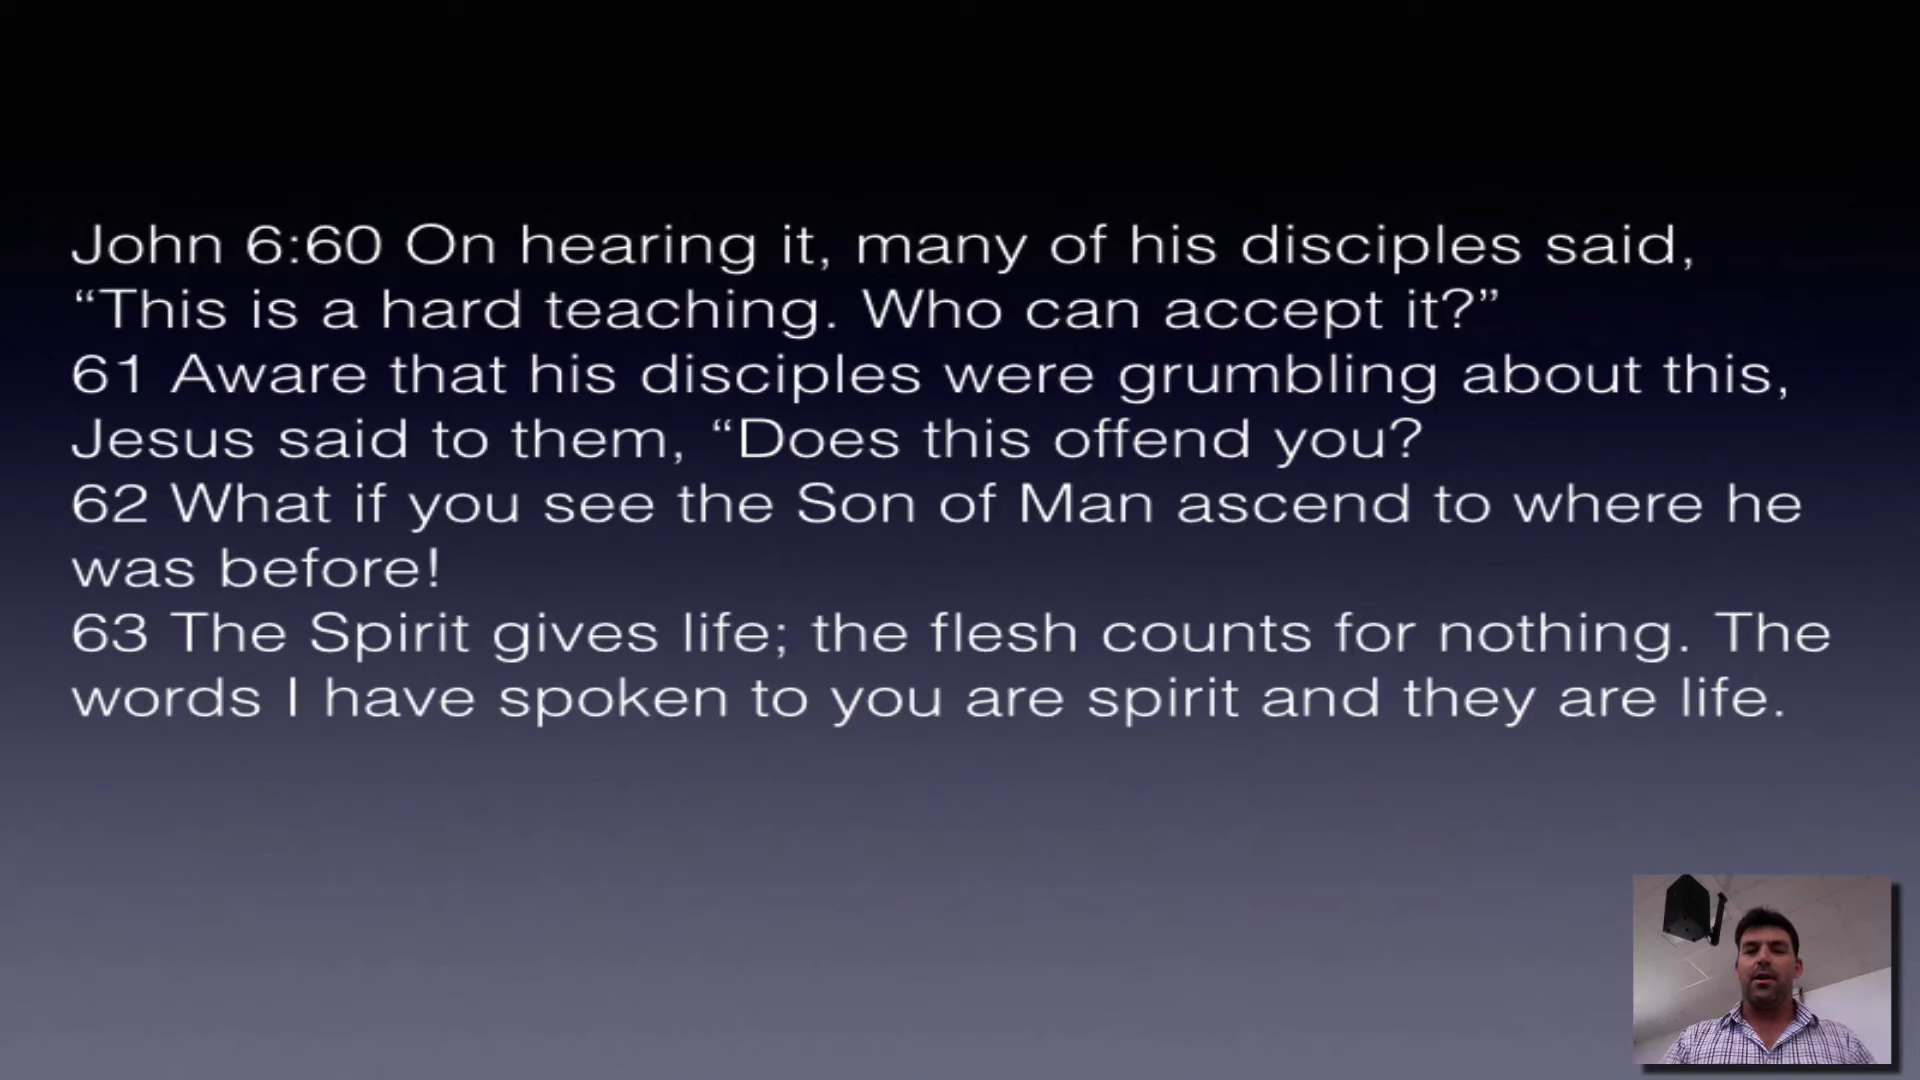 John 6:60 On hearing it, many of his disciples said,
“This is a hard teaching. Who can accept it?”
61 Aware that his disciples were grumbling about this,
Jesus said to them, “Does this offend you?
62 What if you see the Son of Man ascend to where he
was before!
63 The Spirit gives life; the flesh counts for nothing. The
words I have spoken to you are spirit and they are life.